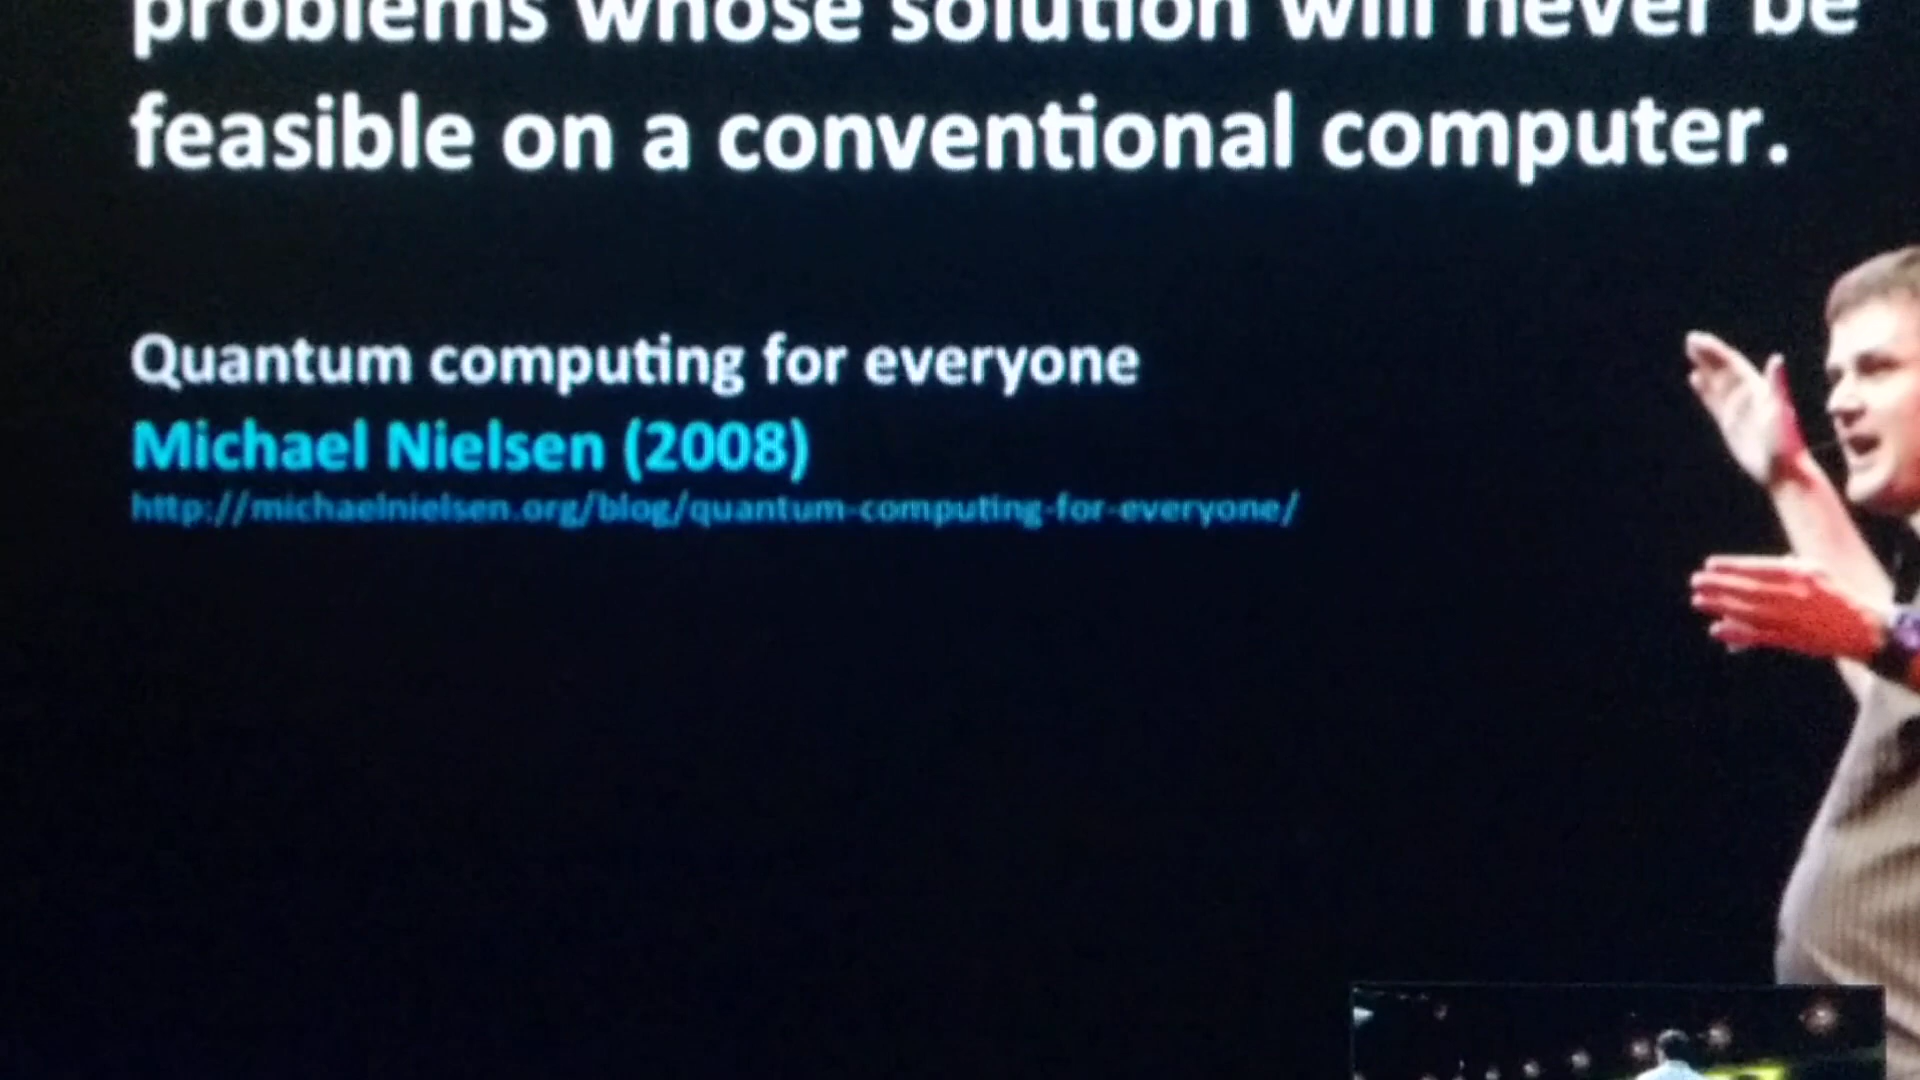 problems whose solution will never be
feasible on a conventional computer.
Quantum computing for everyone
Michael Nielsen (2008)
http://michaelnielsen.org/blog/quantum-computing-for-everyone/